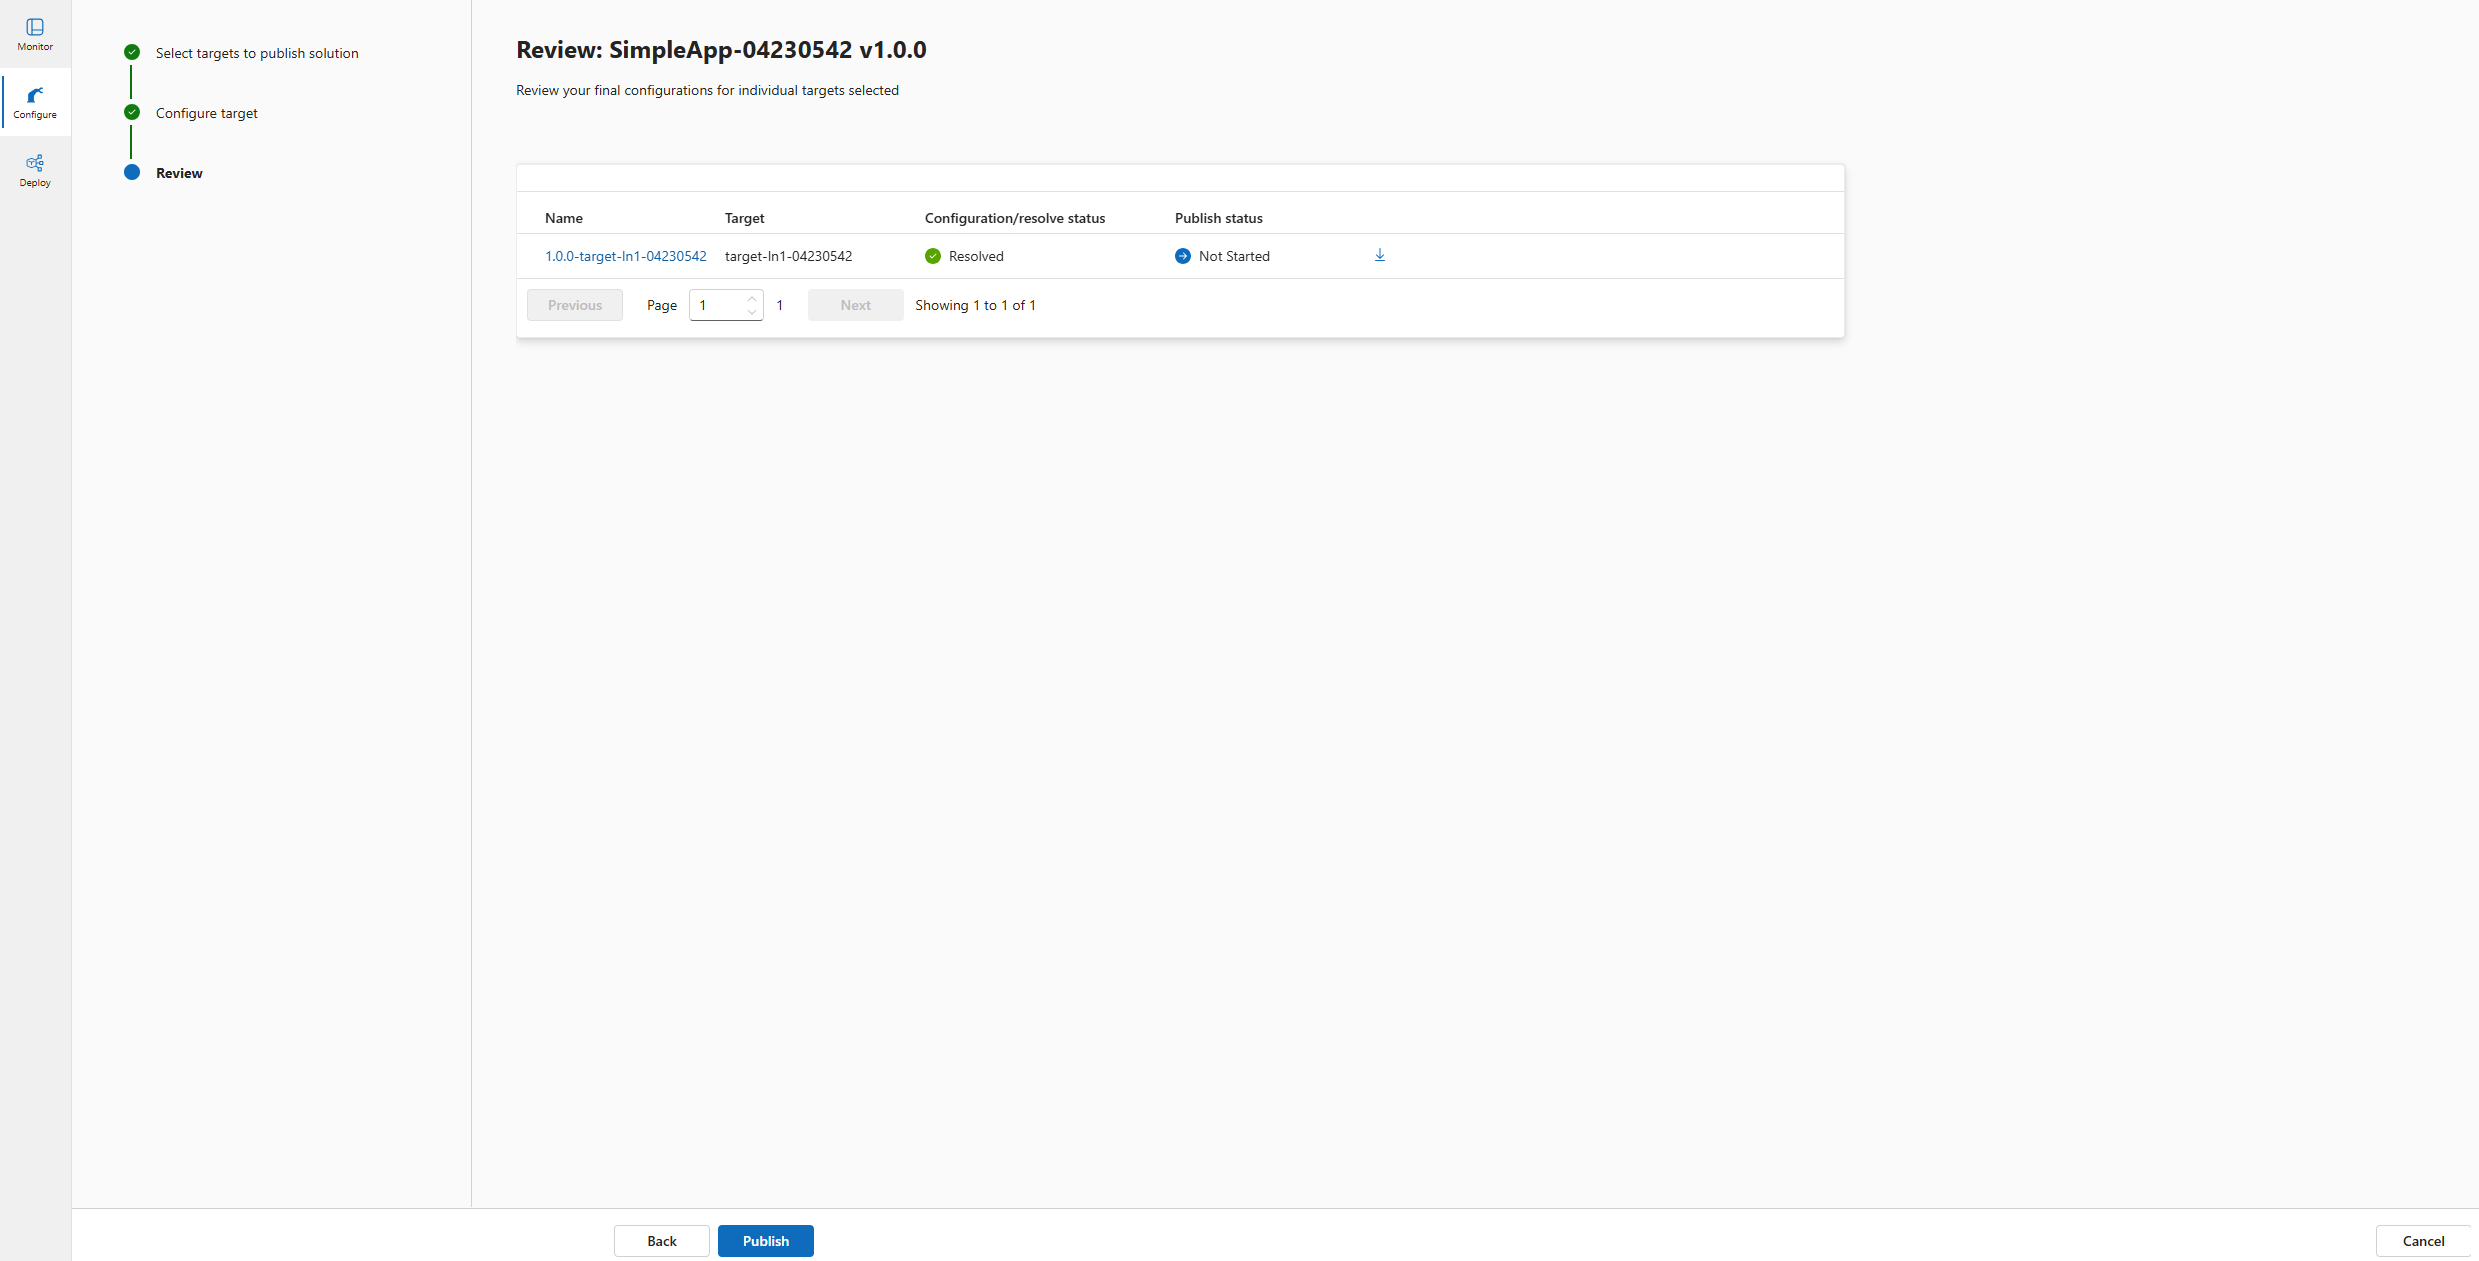 Monitor
Configure
Deploy
Select targets to publish solution
Configure target
Review
Review: SimpleApp-04230542 v1.0.0
Review your final configurations for individual targets selected
Name Target Configuration/resolve status Publish status
1.0.0-target-ln1-04230542 target-ln1-04230542 Resolved Not Started
Previous Page 1 1 Next Showing 1 to 1 of 1
Back Publish Cancel